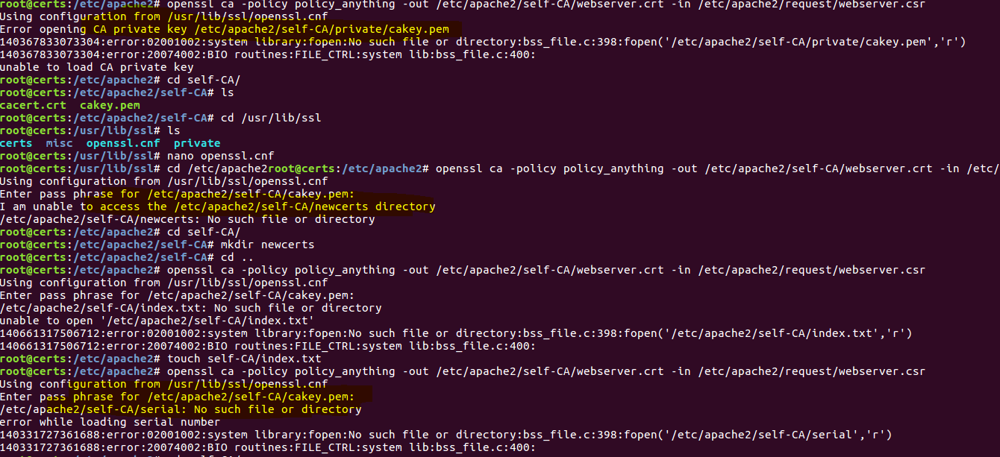 root@certs:/etc/apache2# openssl ca -policy policy_anything -out /etc/apache2/self-CA/webserver.crt -in /etc/apache2/request/webserver.csr
Using configuration from /usr/lib/ssl/openssl.cnf
Error opening CA private key /etc/apache2/self-CA/private/cakey.pem
140367833073304:error:02001002:system library:fopen:No such file or directory:bss_file.c:398:fopen('/etc/apache2/self-CA/private/cakey.pem','r')
140367833073304:error:20074002:BIO routines:FILE_CTRL:system lib:bss_file.c:400:
unable to load CA private key
root@certs:/etc/apache2# cd self-CA/
root@certs:/etc/apache2/self-CA# ls
cacert.crt  cakey.pem
root@certs:/etc/apache2/self-CA# cd /usr/lib/ssl
root@certs:/usr/lib/ssl# ls
certs  misc  openssl.cnf  private
root@certs:/usr/lib/ssl# nano openssl.cnf
root@certs:/usr/lib/ssl# cd /etc/apache2root@certs:/etc/apache2# openssl ca -policy policy_anything -out /etc/apache2/self-CA/webserver.crt -in /etc/
Using configuration from /usr/lib/ssl/openssl.cnf
Enter pass phrase for /etc/apache2/self-CA/cakey.pem:
I am unable to access the /etc/apache2/self-CA/newcerts directory
/etc/apache2/self-CA/newcerts: No such file or directory
root@certs:/etc/apache2# cd self-CA/
root@certs:/etc/apache2/self-CA# mkdir newcerts
root@certs:/etc/apache2/self-CA# cd ..
root@certs:/etc/apache2# openssl ca -policy policy_anything -out /etc/apache2/self-CA/webserver.crt -in /etc/apache2/request/webserver.csr
Using configuration from /usr/lib/ssl/openssl.cnf
Enter pass phrase for /etc/apache2/self-CA/cakey.pem:
/etc/apache2/self-CA/index.txt: No such file or directory
unable to open '/etc/apache2/self-CA/index.txt'
140661317506712:error:02001002:system library:fopen:No such file or directory:bss_file.c:398:fopen('/etc/apache2/self-CA/index.txt','r')
140661317506712:error:20074002:BIO routines:FILE_CTRL:system lib:bss_file.c:400:
root@certs:/etc/apache2# touch self-CA/index.txt
root@certs:/etc/apache2# openssl ca -policy policy_anything -out /etc/apache2/self-CA/webserver.crt -in /etc/apache2/request/webserver.csr
Using configuration from /usr/lib/ssl/openssl.cnf
Enter pass phrase for /etc/apache2/self-CA/cakey.pem:
/etc/apache2/self-CA/serial: No such file or directory
error while loading serial number
140331727361688:error:02001002:system library:fopen:No such file or directory:bss_file.c:398:fopen('/etc/apache2/self-CA/serial','r')
140331727361688:error:20074002:BIO routines:FILE_CTRL:system lib:bss_file.c:400: